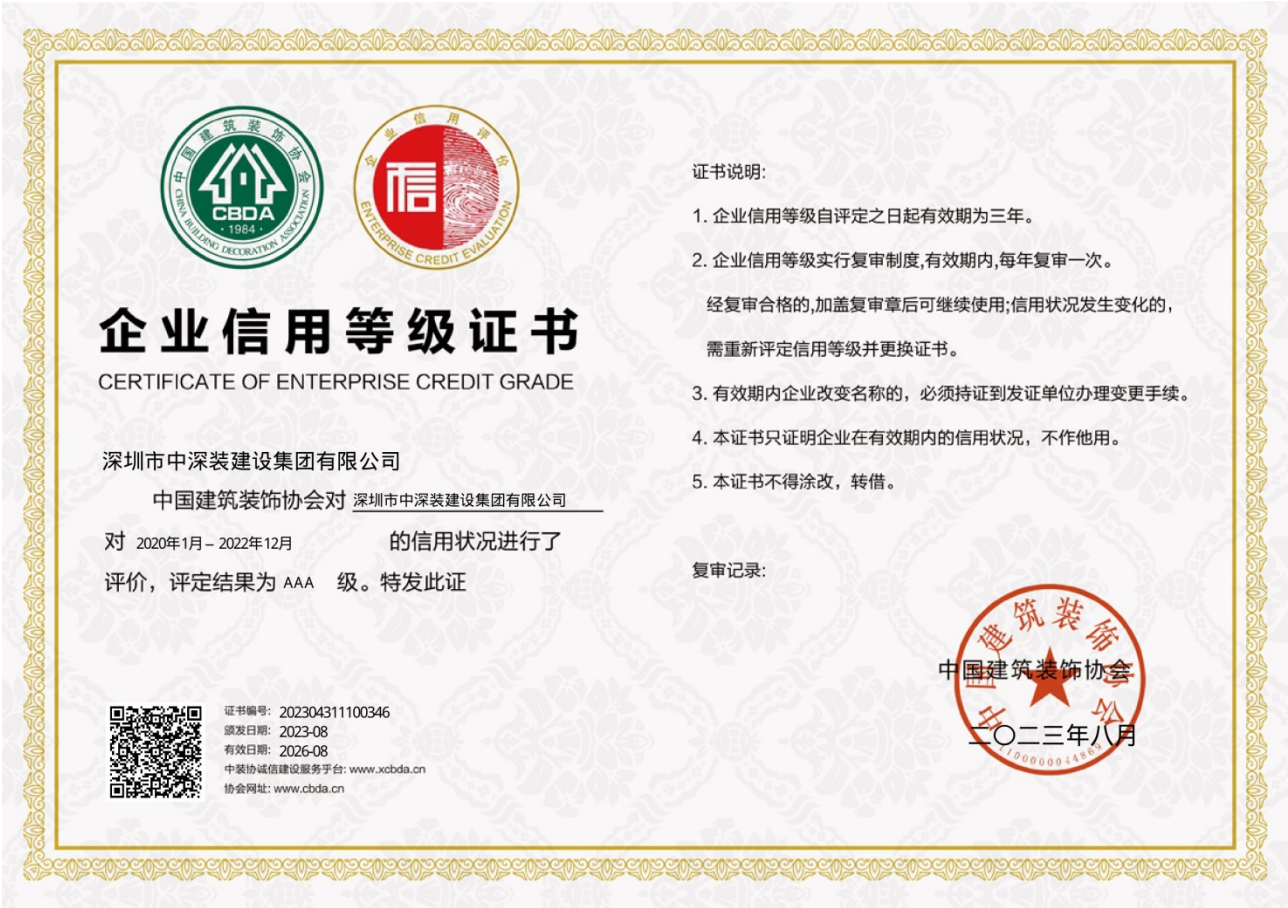 中国建筑装饰协会
CBDA
·1984·
CHINA BUILDING DECORATION ASSOCIATION
企业信用评价
信
ENTERPRISE CREDIT EVALUATION
企业信用等级证书
CERTIFICATE OF ENTERPRISE CREDIT GRADE
深圳市中深装建设集团有限公司
中国建筑装饰协会对 深圳市中深装建设集团有限公司
对 2020年1月– 2022年12月 的信用状况进行了
评价，评定结果为 AAA 级。特发此证
证书编号: 202304311100346
颁发日期: 2023-08
有效日期: 2026-08
中装协诚信建设服务平台: www.xcbda.cn
协会网址: www.cbda.cn
证书说明:
1. 企业信用等级自评定之日起有效期为三年。
2. 企业信用等级实行复审制度,有效期内,每年复审一次。
经复审合格的,加盖复审章后可继续使用;信用状况发生变化的,
需重新评定信用等级并更换证书。
3. 有效期内企业改变名称的，必须持证到发证单位办理变更手续。
4. 本证书只证明企业在有效期内的信用状况，不作他用。
5. 本证书不得涂改，转借。
复审记录:
中国建筑装饰协会
中国建筑装饰协会
二〇二三年八月
1100000044869